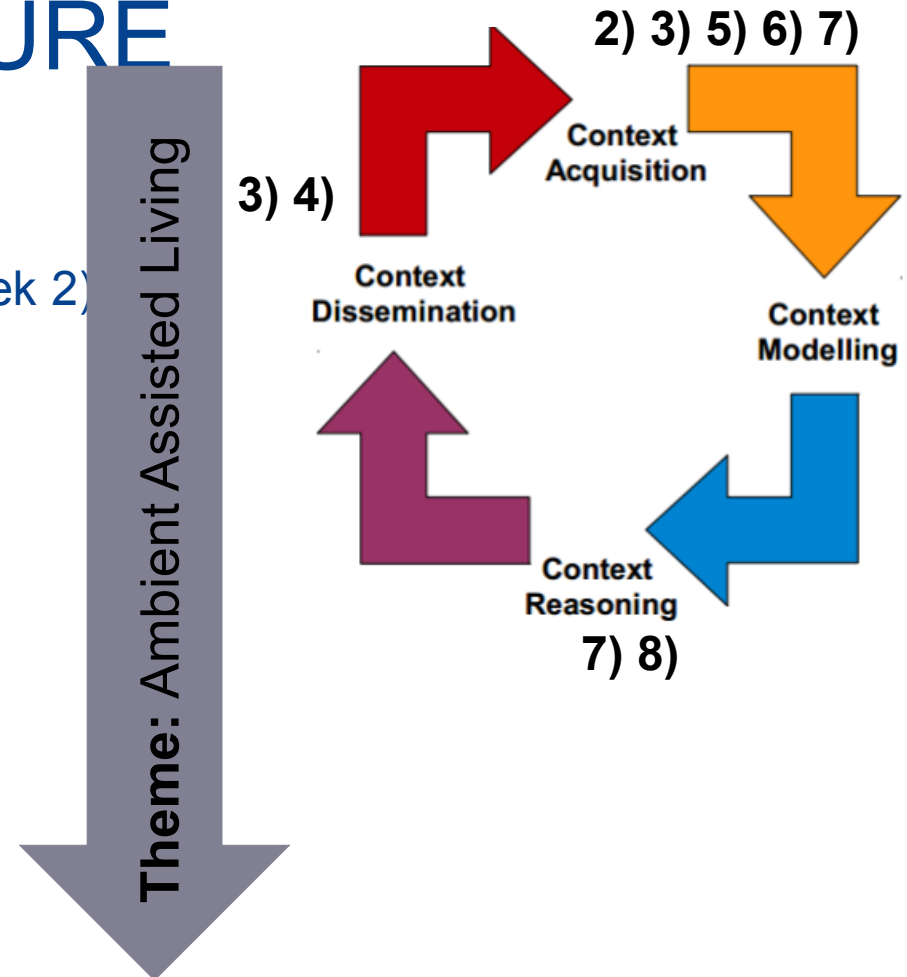 URE
2) 3) 5) 6) 7)
Context
Acquisition
3) 4)
ek 2)
Theme: Ambient Assisted Living
Context
Dissemination
Context
Modelling
Context
Reasoning
7) 8)